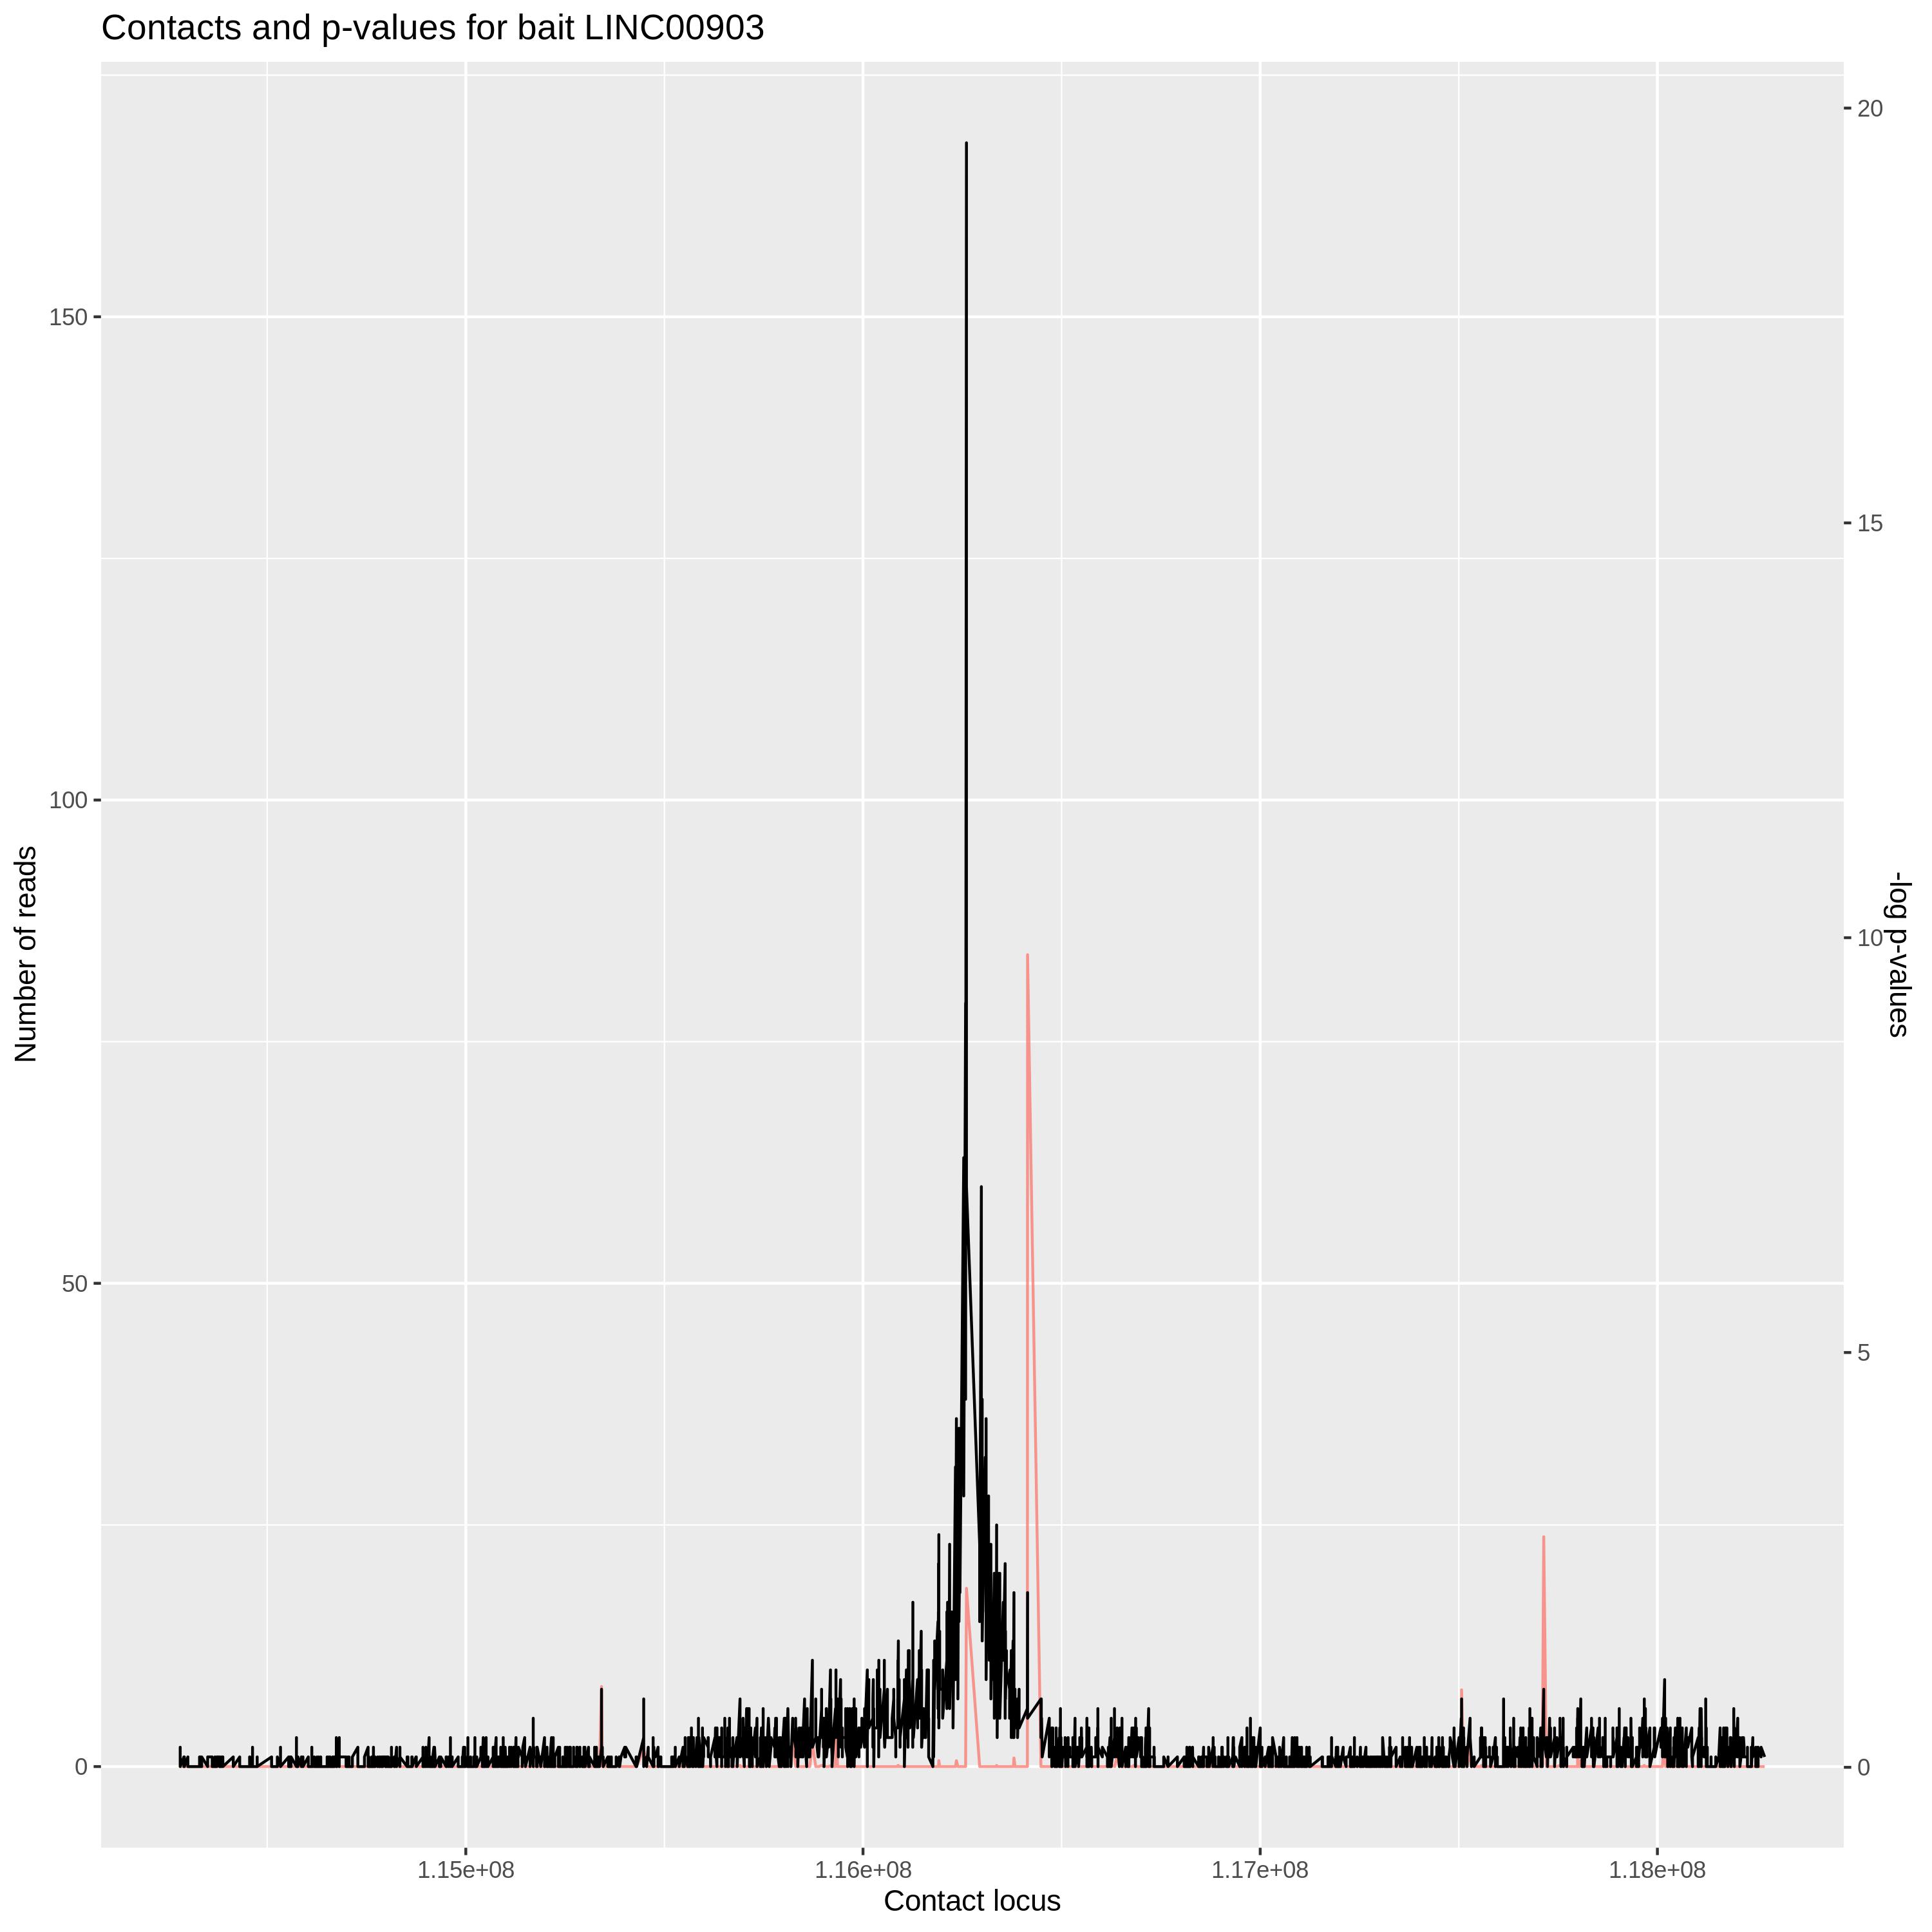 Contacts and p-values for bait LINC00903
Number of reads
150
100
50
0
20
15
10
5
0
-log p-values
1.15e+08
1.16e+08
1.17e+08
1.18e+08
Contact locus